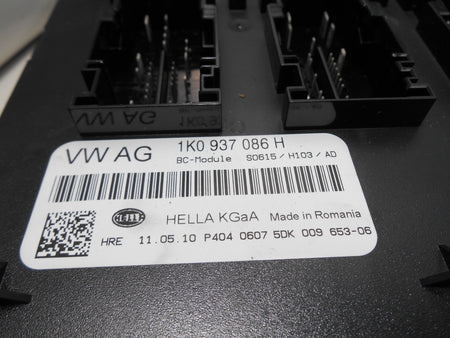 VW AG 1K0 937 086 H
BC-Module S0615 / H103 / AD
HELLA
HELLA KGaA Made in Romania
HRE 11.05.10 P404 0607 5DK 009 653-06